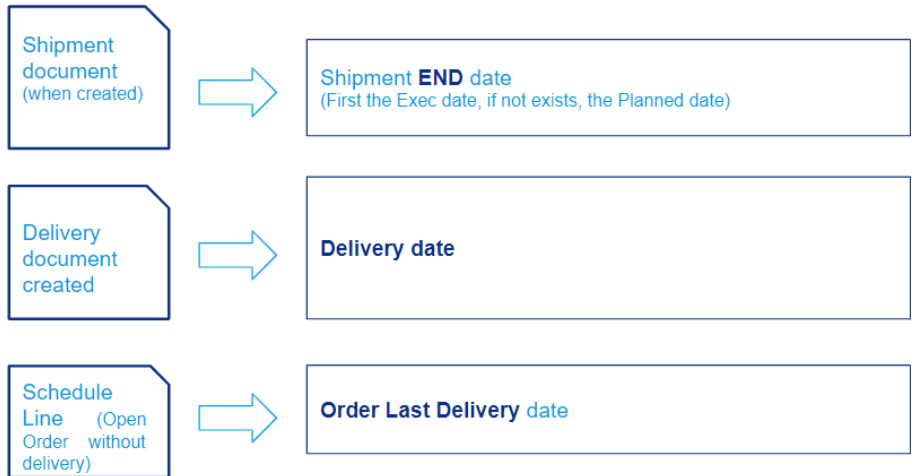 Shipment
document
(when created)
Shipment END date
(First the Exec date, if not exists, the Planned date)
Delivery
document
created
Delivery date
Schedule
Line (Open
Order without
delivery)
Order Last Delivery date